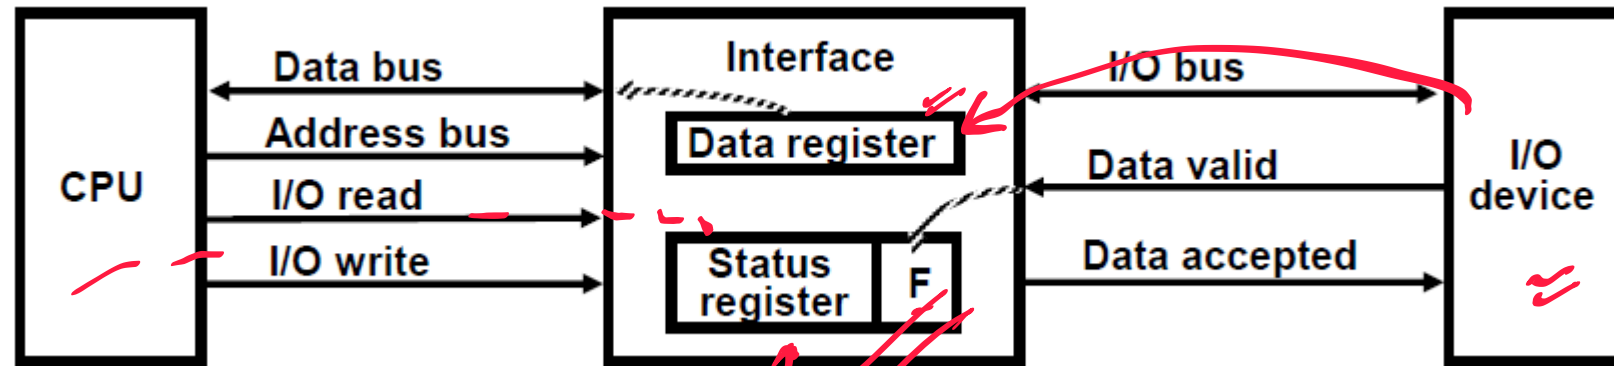 CPU
Data bus
Address bus
I/O read
I/O write
Interface
Data register
Status
register
F
I/O bus
Data valid
Data accepted
I/O
device